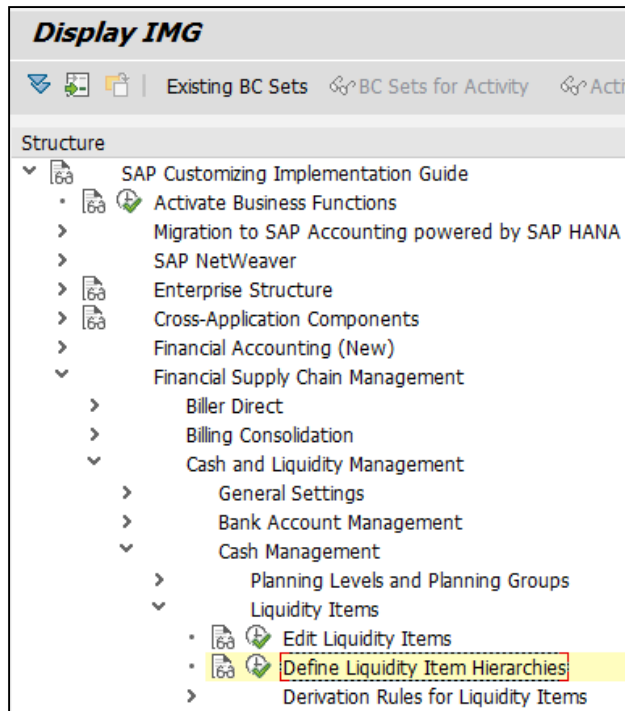 Display IMG
Existing BC Sets BC Sets for Activity Acti
Structure
SAP Customizing Implementation Guide
Activate Business Functions
Migration to SAP Accounting powered by SAP HANA
SAP NetWeaver
Enterprise Structure
Cross-Application Components
Financial Accounting (New)
Financial Supply Chain Management
Biller Direct
Billing Consolidation
Cash and Liquidity Management
General Settings
Bank Account Management
Cash Management
Planning Levels and Planning Groups
Liquidity Items
Edit Liquidity Items
Define Liquidity Item Hierarchies
Derivation Rules for Liquidity Items